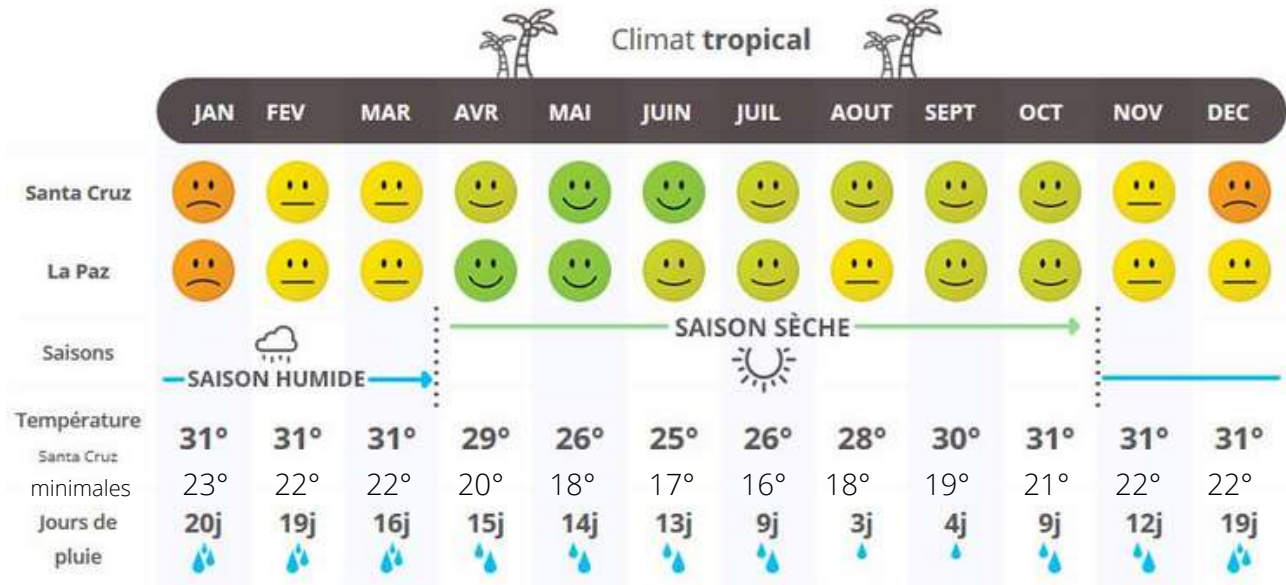 Climat tropical
JAN FEV MAR AVR MAI JUIN JUIL AOUT SEPT OCT NOV DEC
Santa Cruz
La Paz
SAISON SÈCHE
Saisons
SAISON HUMIDE
Température
31° 31° 31° 29° 26° 25° 26° 28° 30° 31° 31° 31°
Santa Cruz
minimales 23° 22° 22° 20° 18° 17° 16° 18° 19° 21° 22° 22°
Jours de 20j 19j 16j 15j 14j 13j 9j 3j 4j 9j 12j 19j
pluie